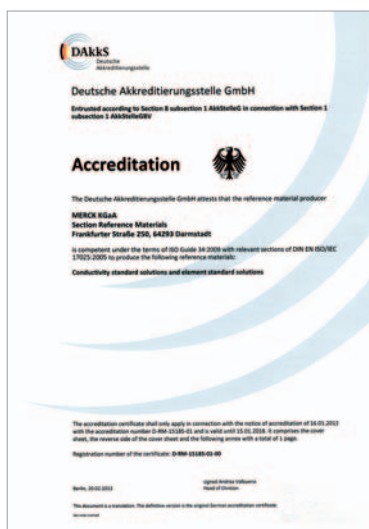 DAkkS
Deutsche
Akkreditierungsstelle
Deutsche Akkreditierungsstelle GmbH
Entrusted according to Section 8 subsection 1 AkkStelleG in connection with Section 1
subsection 1 AkkStelleGBV
Accreditation
The Deutsche Akkreditierungsstelle GmbH attests that the reference material producer
MERCK KGaA
Section Reference Materials
Frankfurter Straße 250, 64293 Darmstadt
is competent under the terms of ISO Guide 34:2009 with relevant sections of DIN EN ISO/IEC
17025:2005 to produce the following reference materials:
Conductivity standard solutions and element standard solutions
The accreditation certificate shall only apply in connection with the notice of accreditation of 16.01.2013
with the accreditation number D-RM-15185-01 and is valid until 15.01.2018. It comprises the cover
sheet, the reverse side of the cover sheet and the following annex with a total of 1 page.
Registration number of the certificate: D-RM-15185-01-00
signed Andrea Valbuena
Berlin, 20.02.2013
Head of Division
This document is a translation. The definitive version is the original German accreditation certificate.